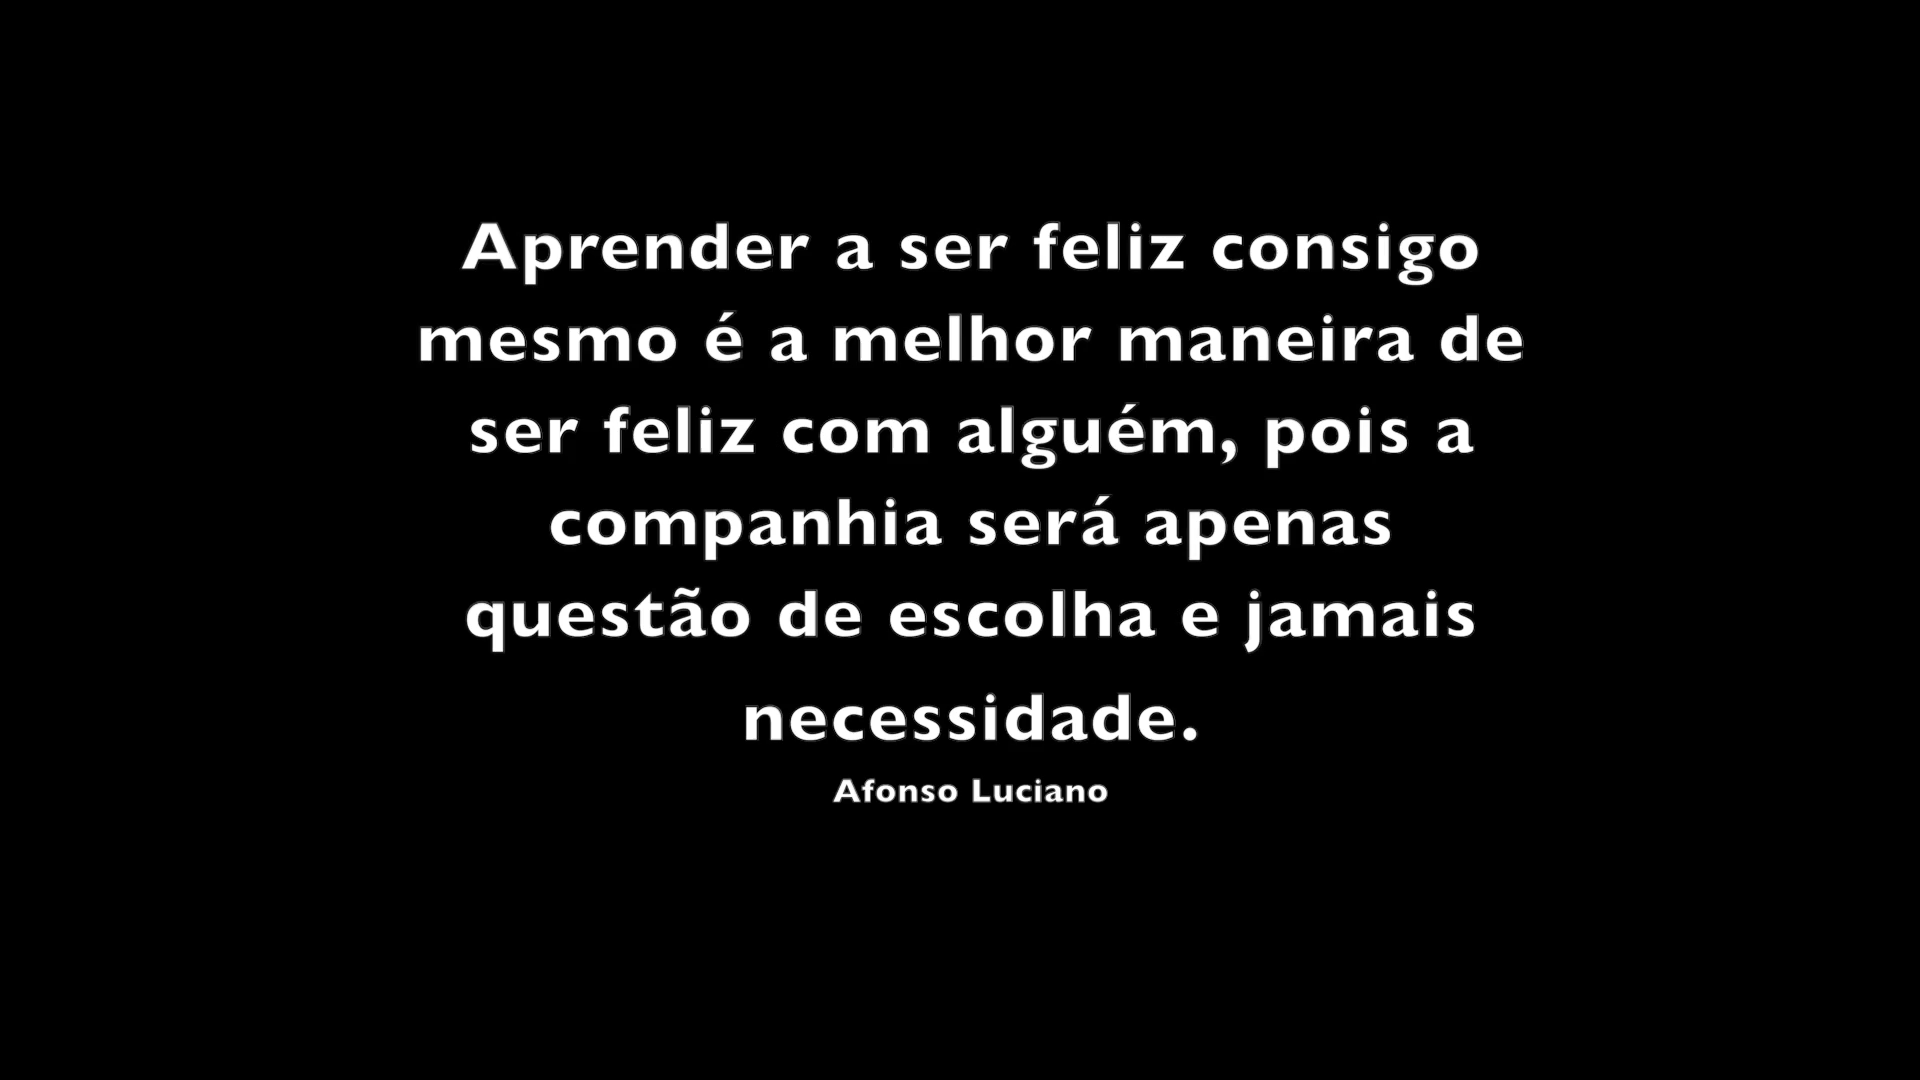 Aprender a ser feliz consigo
mesmo é a melhor maneira de
ser feliz com alguém, pois a
companhia será apenas
questão de escolha e jamais
necessidade.
Afonso Luciano